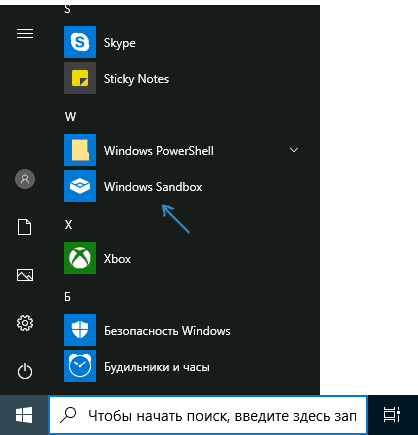 S
Skype
Sticky Notes
W
Windows PowerShell
Windows Sandbox
X
Xbox
Б
Безопасность Windows
Будильники и часы
Чтобы начать поиск, введите здесь зап